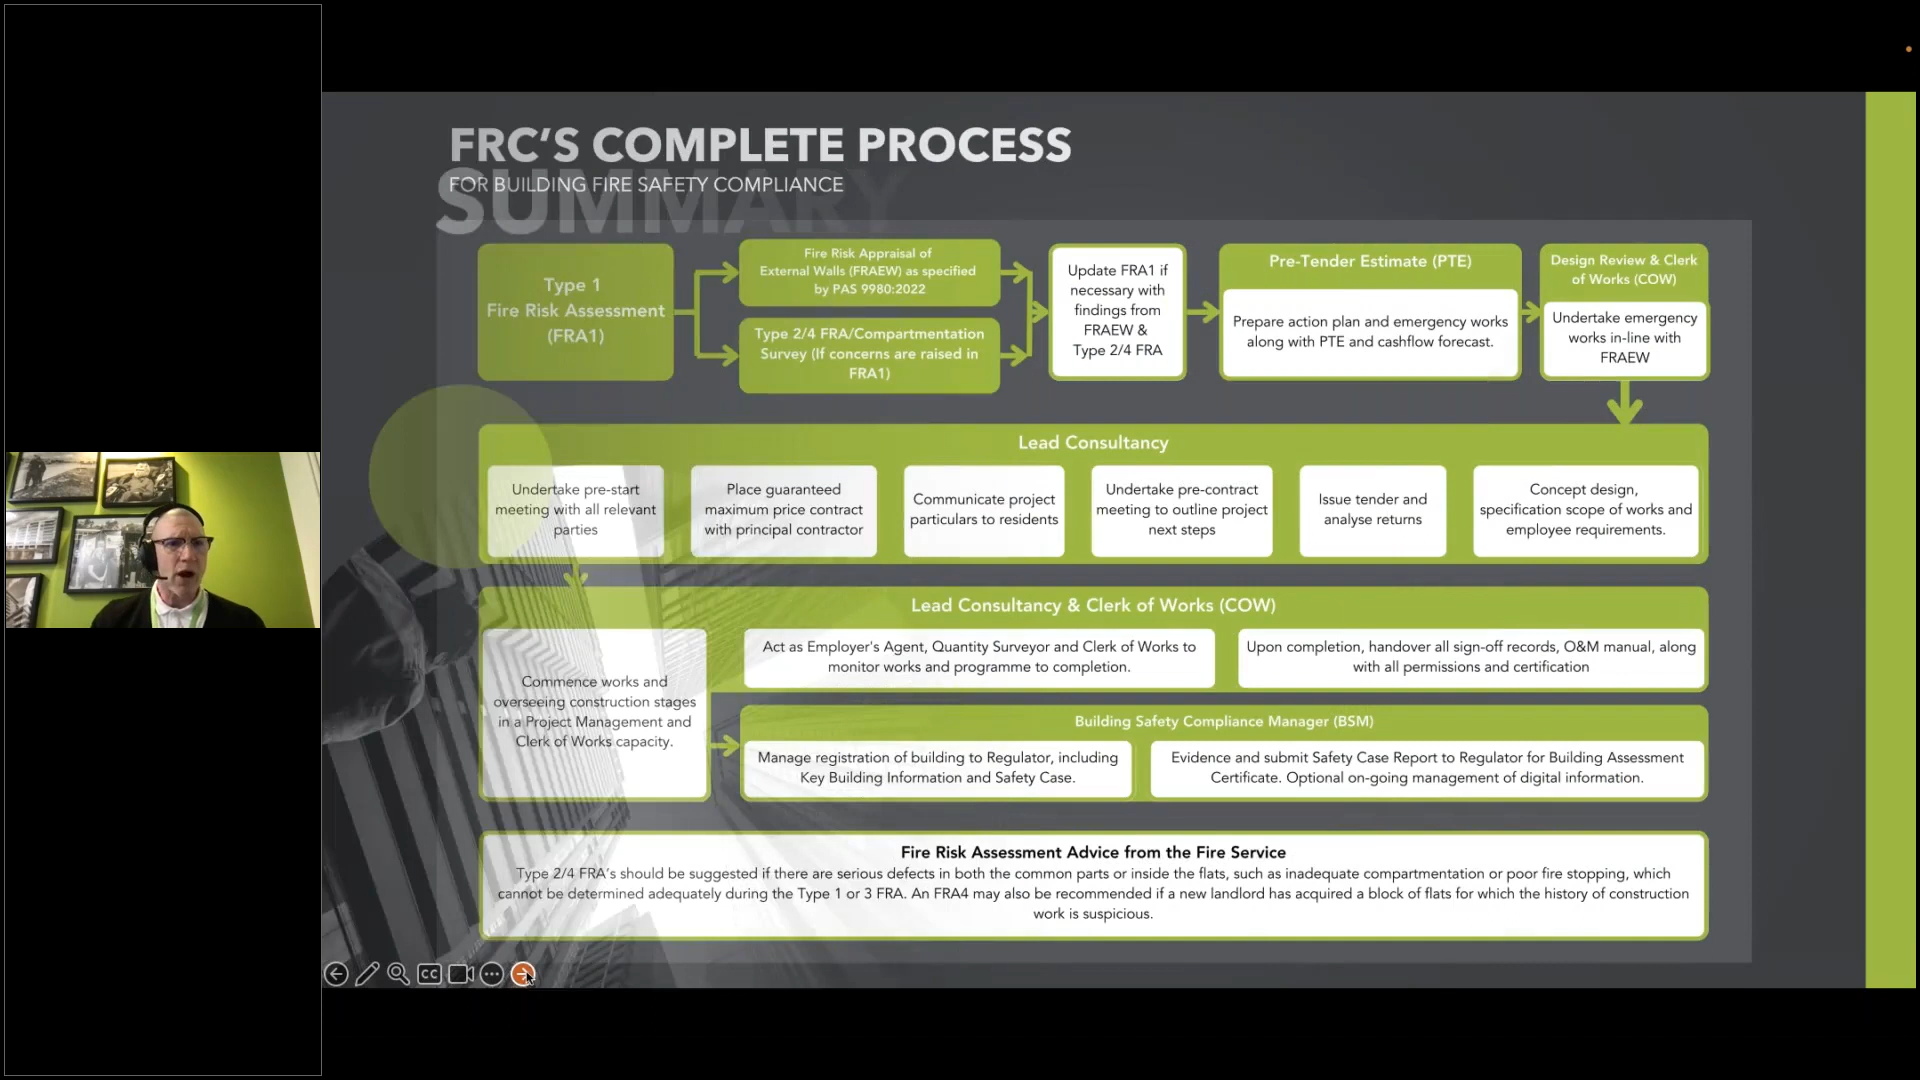 FRC'S COMPLETE PROCESS
FOR BUILDING FIRE SAFETY COMPLIANCE
SUMMARY
Type 1
Fire Risk Assessment
(FRA1)
Fire Risk Appraisal of
External Walls (FRAEW) as specified
by PAS 9980:2022
Type 2/4 FRA/Compartmentation
Survey (If concerns are raised in
FRA1)
Update FRA1 if
necessary with
findings from
FRAEW &
Type 2/4 FRA
Pre-Tender Estimate (PTE)
Prepare action plan and emergency works
along with PTE and cashflow forecast.
Design Review & Clerk
of Works (COW)
Undertake emergency
works in-line with
FRAEW
Lead Consultancy
Undertake pre-start
meeting with all relevant
parties
Place guaranteed
maximum price contract
with principal contractor
Communicate project
particulars to residents
Undertake pre-contract
meeting to outline project
next steps
Issue tender and
analyse returns
Concept design,
specification scope of works and
employee requirements.
Lead Consultancy & Clerk of Works (COW)
Commence works and
overseeing construction stages
in a Project Management and
Clerk of Works capacity.
Act as Employer's Agent, Quantity Surveyor and Clerk of Works to
monitor works and programme to completion.
Upon completion, handover all sign-off records, O&M manual, along
with all permissions and certification
Building Safety Compliance Manager (BSM)
Manage registration of building to Regulator, including
Key Building Information and Safety Case.
Evidence and submit Safety Case Report to Regulator for Building Assessment
Certificate. Optional on-going management of digital information.
Fire Risk Assessment Advice from the Fire Service
Type 2/4 FRA's should be suggested if there are serious defects in both the common parts or inside the flats, such as inadequate compartmentation or poor fire stopping, which
cannot be determined adequately during the Type 1 or 3 FRA. An FRA4 may also be recommended if a new landlord has acquired a block of flats for which the history of construction
work is suspicious.
CC